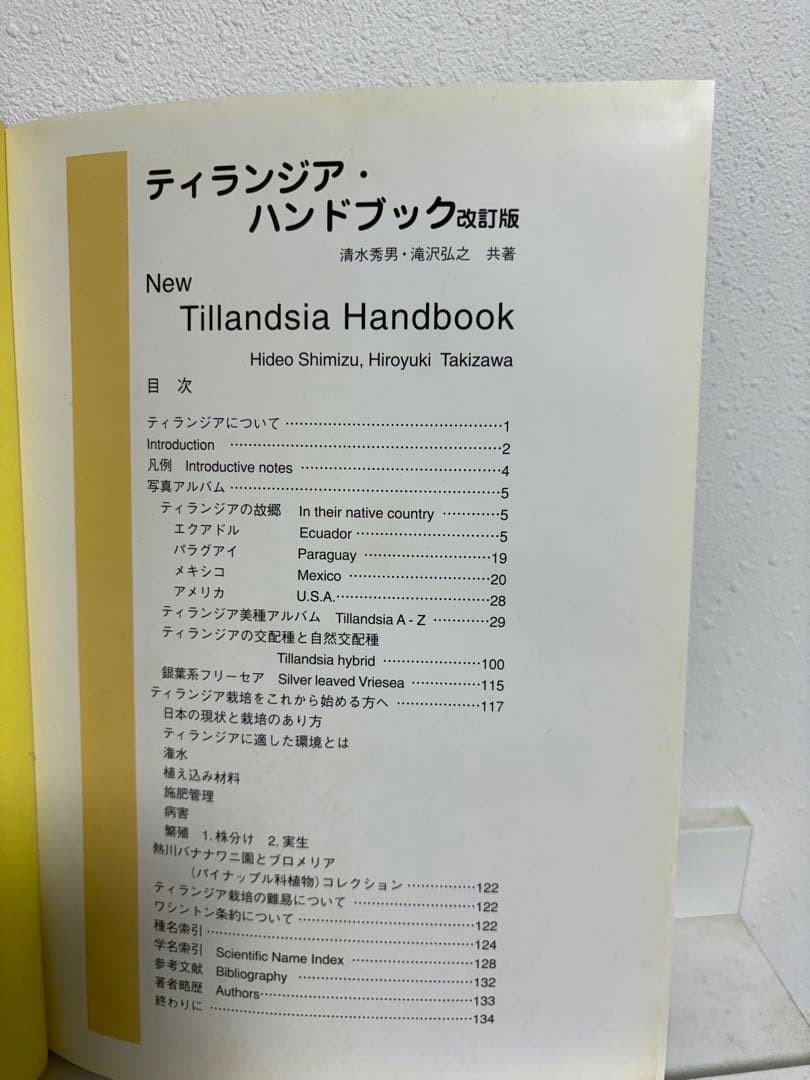 ティランジア・
ハンドブック改訂版
清水秀男・滝沢弘之 共著
New
Tillandsia Handbook
Hideo Shimizu, Hiroyuki Takizawa
目 次
ティランジアについて ……………………………………1
Introduction ……………………………………2
凡例 Introductive notes ……………………………4
写真アルバム ……………………………………5
ティランジアの故郷 In their native country …………5
エクアドル Ecuador ……………………5
パラグアイ Paraguay …………………19
メキシコ Mexico ……………………20
アメリカ U.S.A.……………………28
ティランジア美種アルバム Tillandsia A - Z …………29
ティランジアの交配種と自然交配種
Tillandsia hybrid ………………100
銀葉系フリーセア Silver leaved Vriesea …………115
ティランジア栽培をこれから始める方へ ………………117
日本の現状と栽培のあり方
ティランジアに適した環境とは
潅水
植え込み材料
施肥管理
病害
繁殖 1.株分け 2.実生
熱川バナナワニ園とブロメリア
(パイナップル科植物)コレクション ……………122
ティランジア栽培の難易について …………………122
ワシントン条約について ……………………………122
種名索引 ……………………………………124
学名索引 Scientific Name Index …………………128
参考文献 Bibliography …………………………132
著者略歴 Authors……………………………133
終わりに ……………………………………134